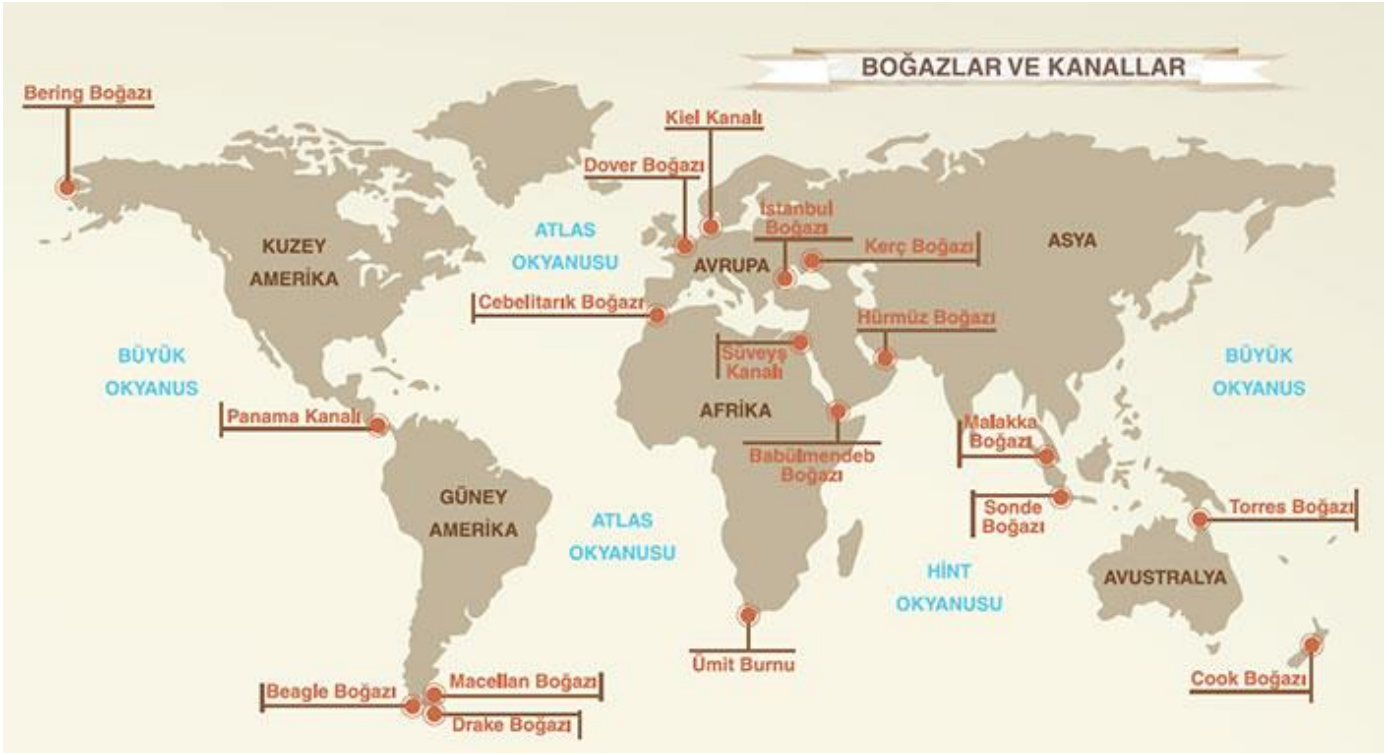 BOĞAZLAR VE KANALLAR
Bering Boğazı
Kiel Kanalı
Dover Boğazı
İstanbul
Boğazı
Kerç Boğazı
ASYA
ATLAS
OKYANUSU
KUZEY
AMERİKA
AVRUPA
Cebelitarık Boğazı
Hürmüz Boğazı
Süveyş
Kanalı
BÜYÜK
OKYANUS
BÜYÜK
OKYANUS
Panama Kanalı
AFRİKA
Malakka
Boğazı
Babülmendeb
Boğazı
GÜNEY
AMERİKA
Sonde
Boğazı
Torres Boğazı
ATLAS
OKYANUSU
HİNT
OKYANUSU
AVUSTRALYA
Ümit Burnu
Cook Boğazı
Beagle Boğazı
Macellan Boğazı
Drake Boğazı